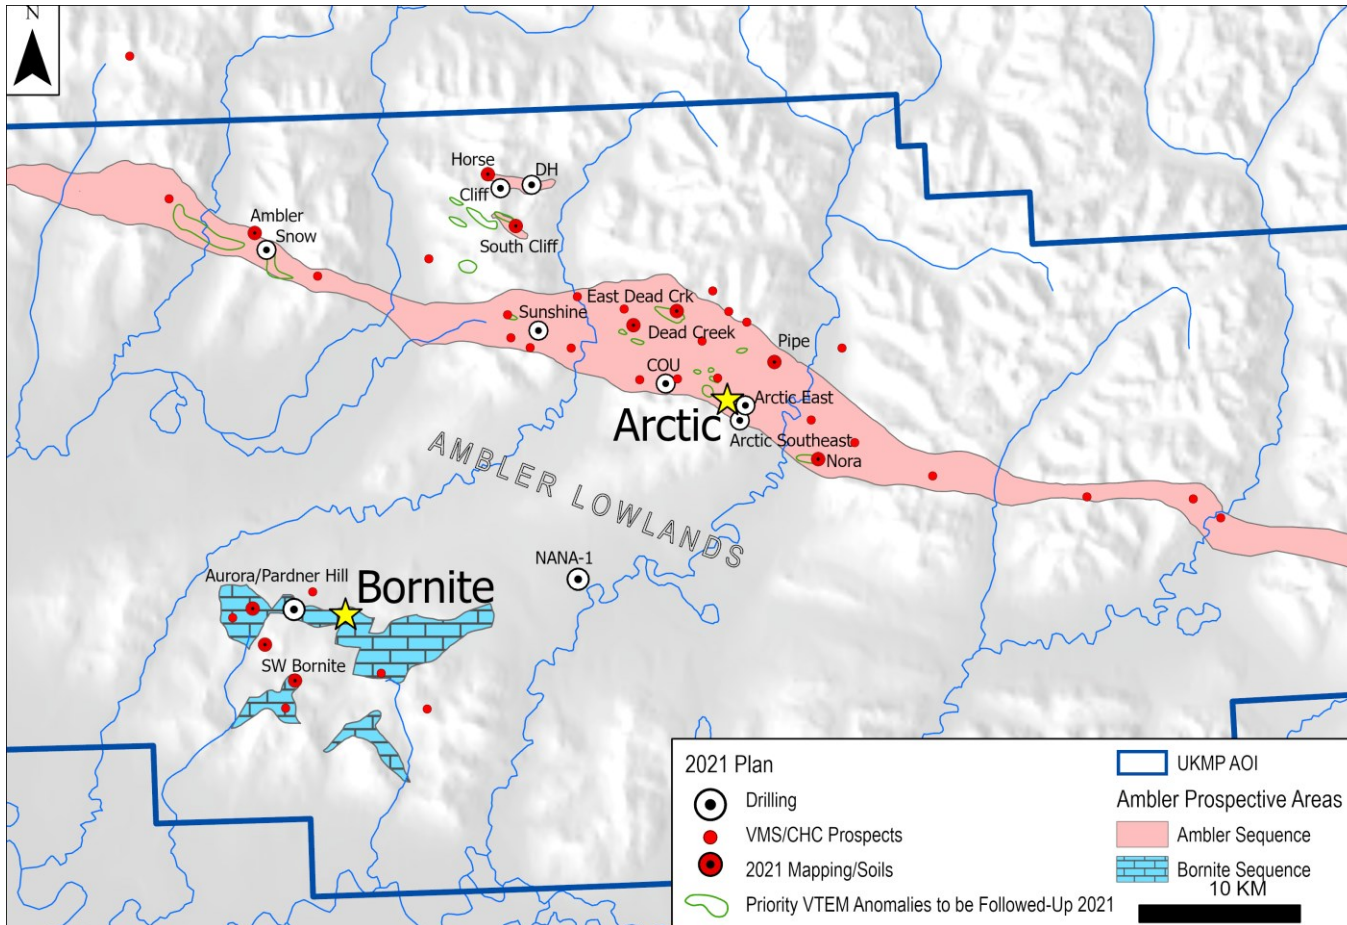 N
Horse
DH
Cliff
Ambler
Snow
South Cliff
East Dead Crk
Sunshine
Dead Creek
Pipe
COU
Arctic East
Arctic
Arctic Southeast
Nora
AMBLER LOWLANDS
NANA-1
Aurora/Pardner Hill
Bornite
SW Bornite
2021 Plan
Drilling
VMS/CHC Prospects
2021 Mapping/Soils
Priority VTEM Anomalies to be Followed-Up 2021
UKMP AOI
Ambler Prospective Areas
Ambler Sequence
Bornite Sequence
10 KM